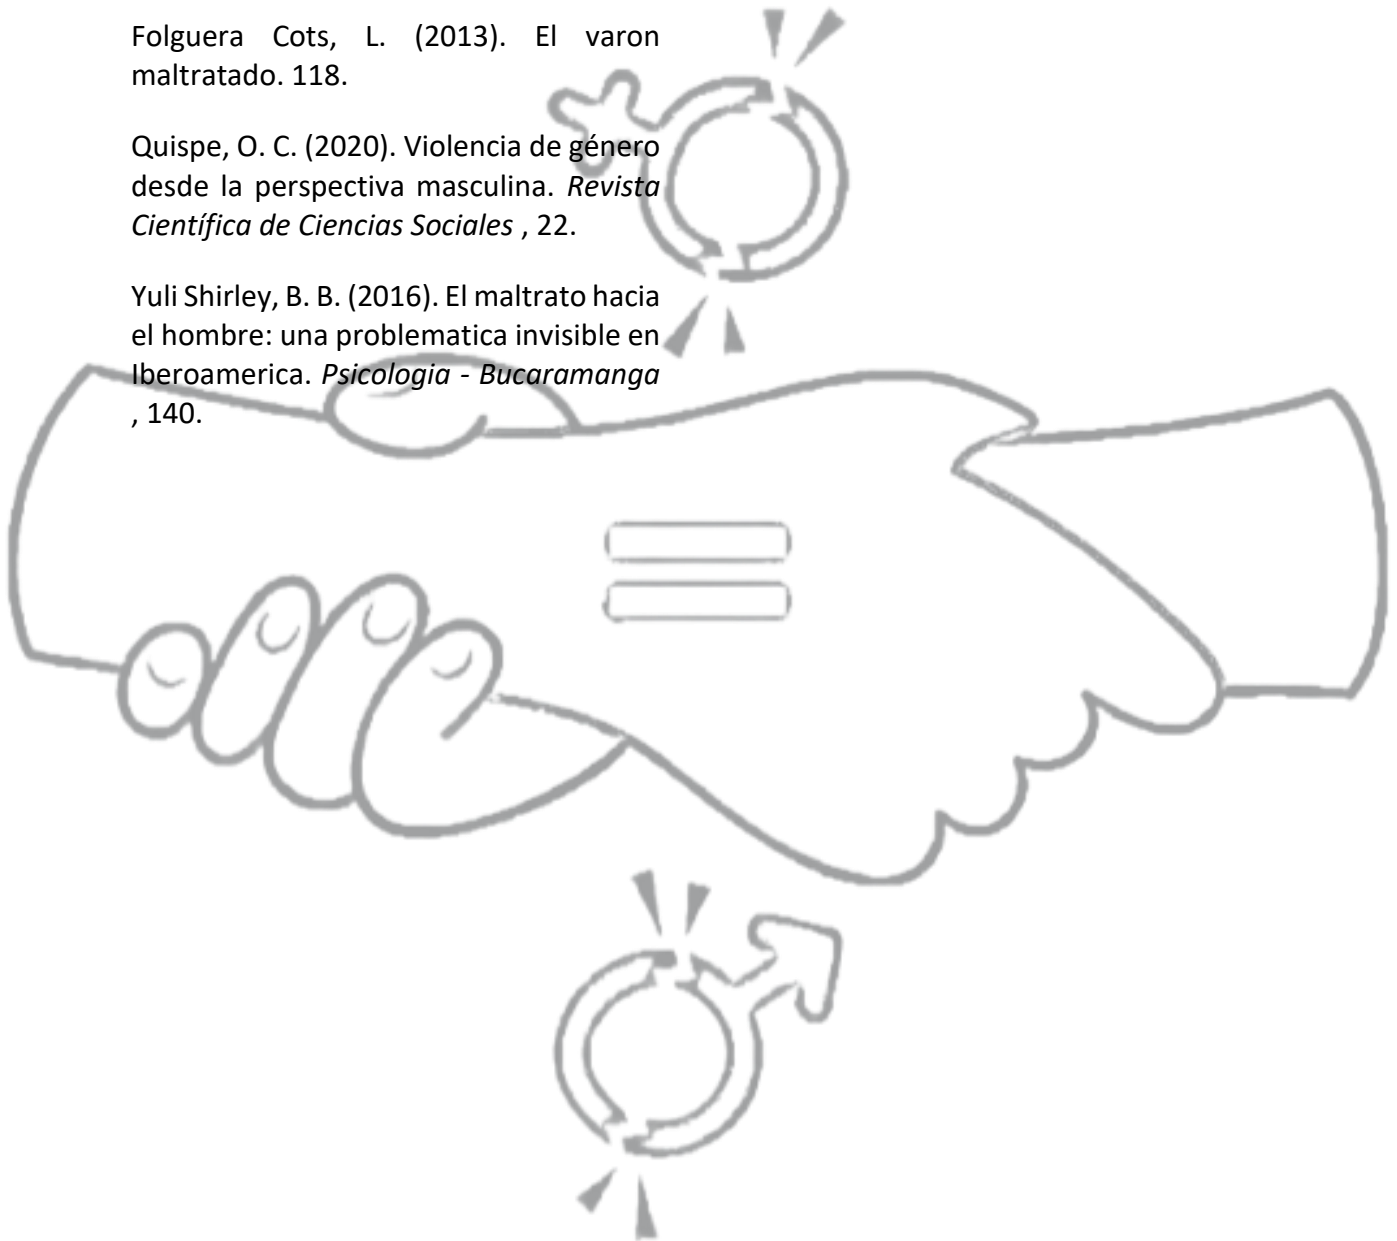 Folguera Cots, L. (2013). El varon
maltratado. 118.
Quispe, O. C. (2020). Violencia de género
desde la perspectiva masculina. Revista
Científica de Ciencias Sociales , 22.
Yuli Shirley, B. B. (2016). El maltrato hacia
el hombre: una problematica invisible en
Iberoamerica. Psicologia - Bucaramanga
, 140.